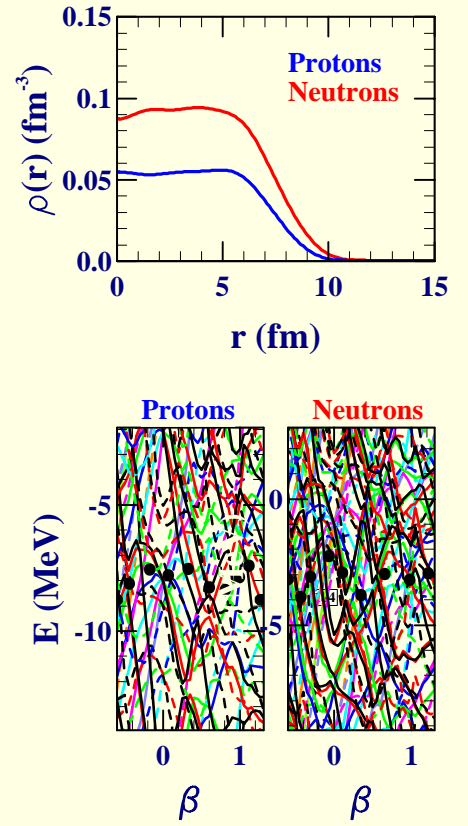 0.15
0.1
0.05
0.0
ρ(r) (fm⁻³)
Protons
Neutrons
0 5 10 15
r (fm)
Protons Neutrons
-5
-10
E (MeV)
0
-5
0 1
0 1
β β